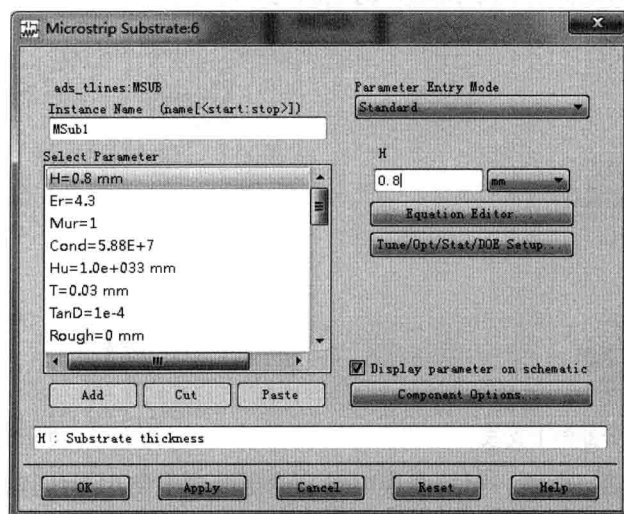 Microstrip Substrate:6
x
ads_tlines:MSUB
Instance Name (name[<start:stop>])
MSub1
Select Parameter
H=0.8 mm
Er=4.3
Mur=1
Cond=5.88E+7
Hu=1.0e+033 mm
T=0.03 mm
TanD=1e-4
Rough=0 mm
Add
Cut
Paste
Parameter Entry Mode
Standard
H
0.8
mm
Equation Editor...
Tune/Opt/Stat/DOE Setup...
Display parameter on schematic
Component Options...
H : Substrate thickness
OK
Apply
Cancel
Reset
Help